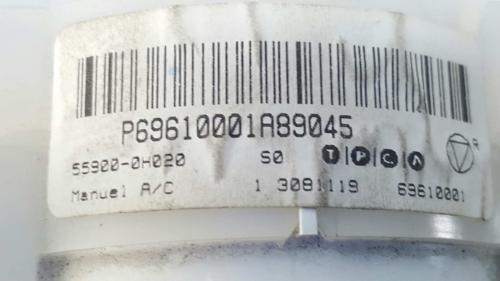 P69610001A89045
55900-0H020 S0 T|P|C|A R
Manuel A/C 1 3081119 69610001